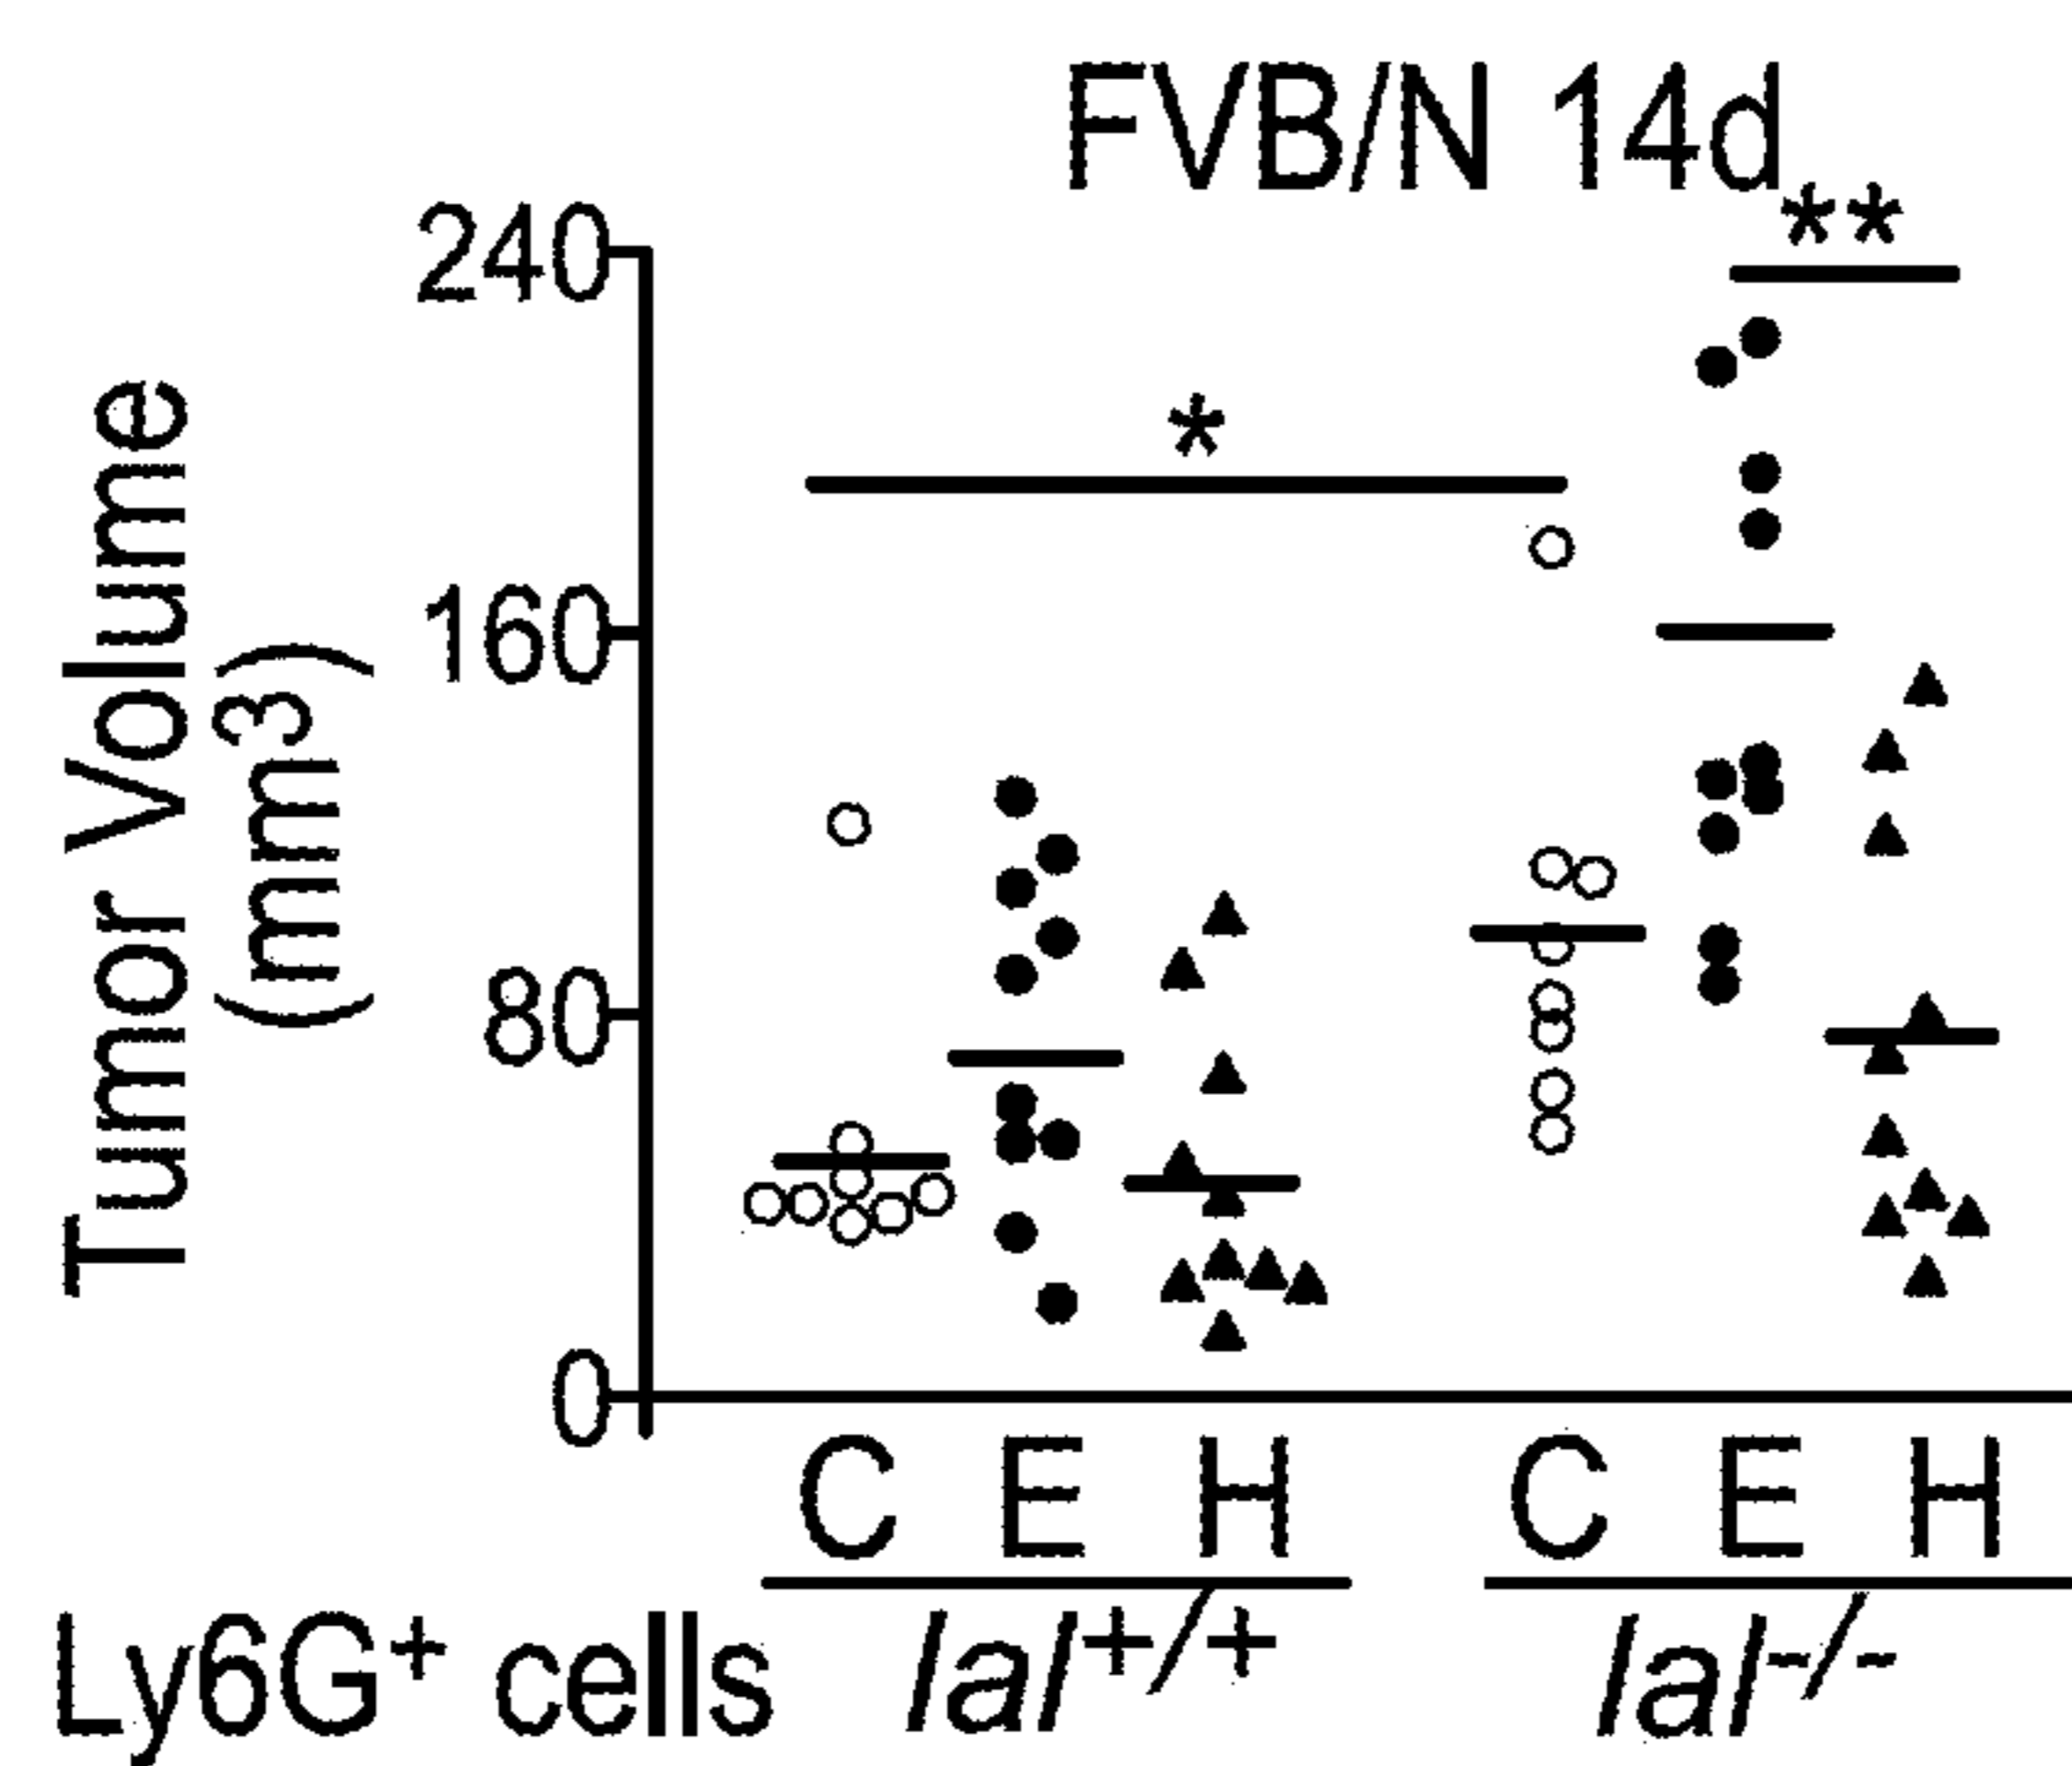 FVB/N 14d
**
*
Tumor Volume
(mm3)
240
160
80
0
C E H C E H
Ly6G+ cells lal+/+ lal-/-